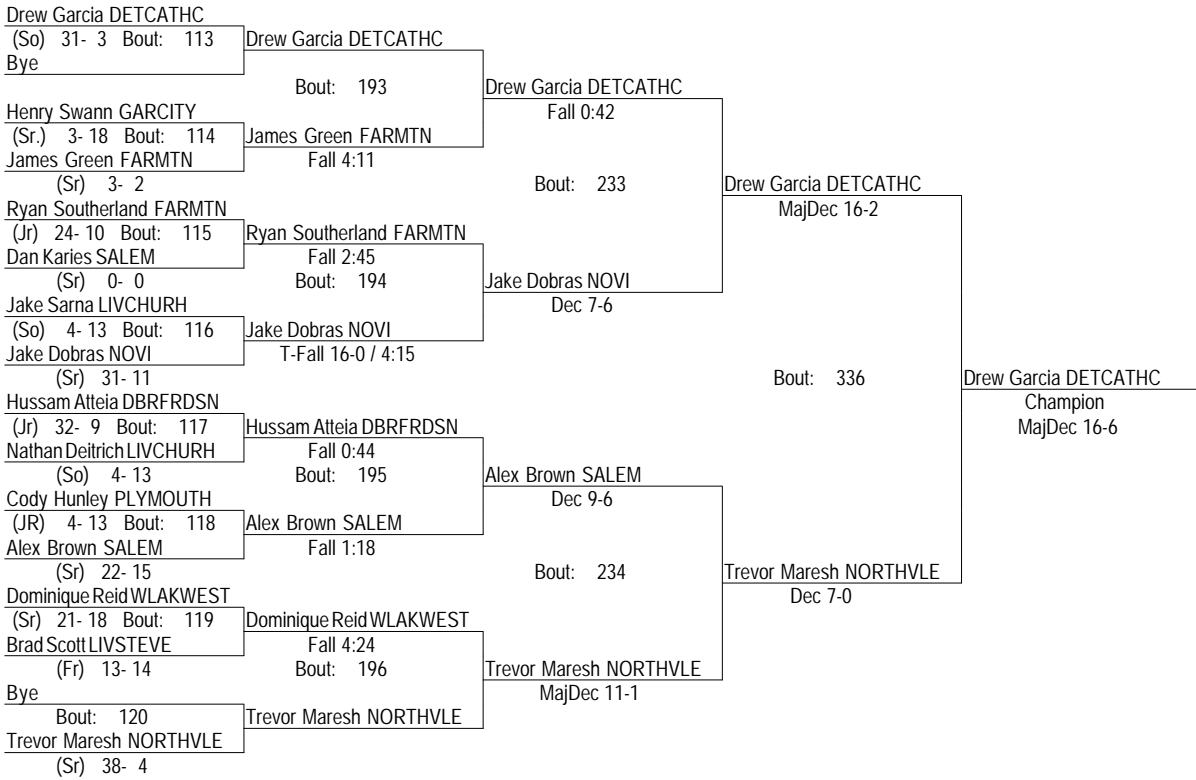 Drew Garcia DETCATHC
(So) 31- 3 Bout: 113
Drew Garcia DETCATHC
Bye
Bout: 193
Drew Garcia DETCATHC
Henry Swann GARCITY
Fall 0:42
(Sr.) 3- 18 Bout: 114
James Green FARMTN
James Green FARMTN
Fall 4:11
(Sr) 3- 2
Bout: 233
Drew Garcia DETCATHC
Ryan Southerland FARMTN
MajDec 16-2
(Jr) 24- 10 Bout: 115
Ryan Southerland FARMTN
Dan Karies SALEM
Fall 2:45
(Sr) 0- 0
Bout: 194
Jake Dobras NOVI
Jake Sarna LIVCHURH
Dec 7-6
(So) 4- 13 Bout: 116
Jake Dobras NOVI
Jake Dobras NOVI
T-Fall 16-0 / 4:15
(Sr) 31- 11
Bout: 336
Drew Garcia DETCATHC
Hussam Atteia DBRFRDSN
Champion
(Jr) 32- 9 Bout: 117
Hussam Atteia DBRFRDSN
MajDec 16-6
Nathan Deitrich LIVCHURH
Fall 0:44
(So) 4- 13
Bout: 195
Alex Brown SALEM
Cody Hunley PLYMOUTH
Dec 9-6
(JR) 4- 13 Bout: 118
Alex Brown SALEM
Alex Brown SALEM
Fall 1:18
(Sr) 22- 15
Bout: 234
Trevor Maresh NORTHVLE
Dominique Reid WLAKWEST
Dec 7-0
(Sr) 21- 18 Bout: 119
Dominique Reid WLAKWEST
Brad Scott LIVSTEVE
Fall 4:24
(Fr) 13- 14
Bout: 196
Trevor Maresh NORTHVLE
Bye
MajDec 11-1
Bout: 120
Trevor Maresh NORTHVLE
Trevor Maresh NORTHVLE
(Sr) 38- 4